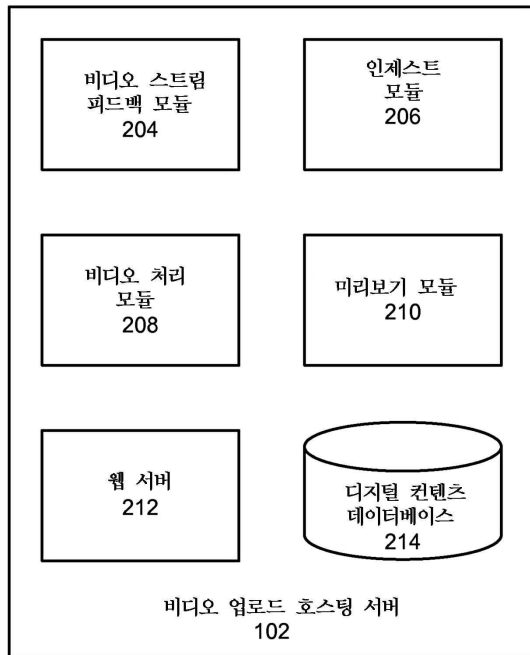 비디오 스트림
피드백 모듈
204
인제스트
모듈
206
비디오 처리
모듈
208
미리보기 모듈
210
웹 서버
212
디지털 컨텐츠
데이터베이스
214
비디오 업로드 호스팅 서버
102